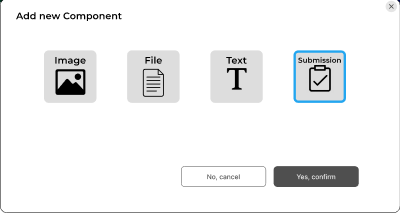 Add new Component
Image
File
Text
Submission
T
No, cancel
Yes, confirm